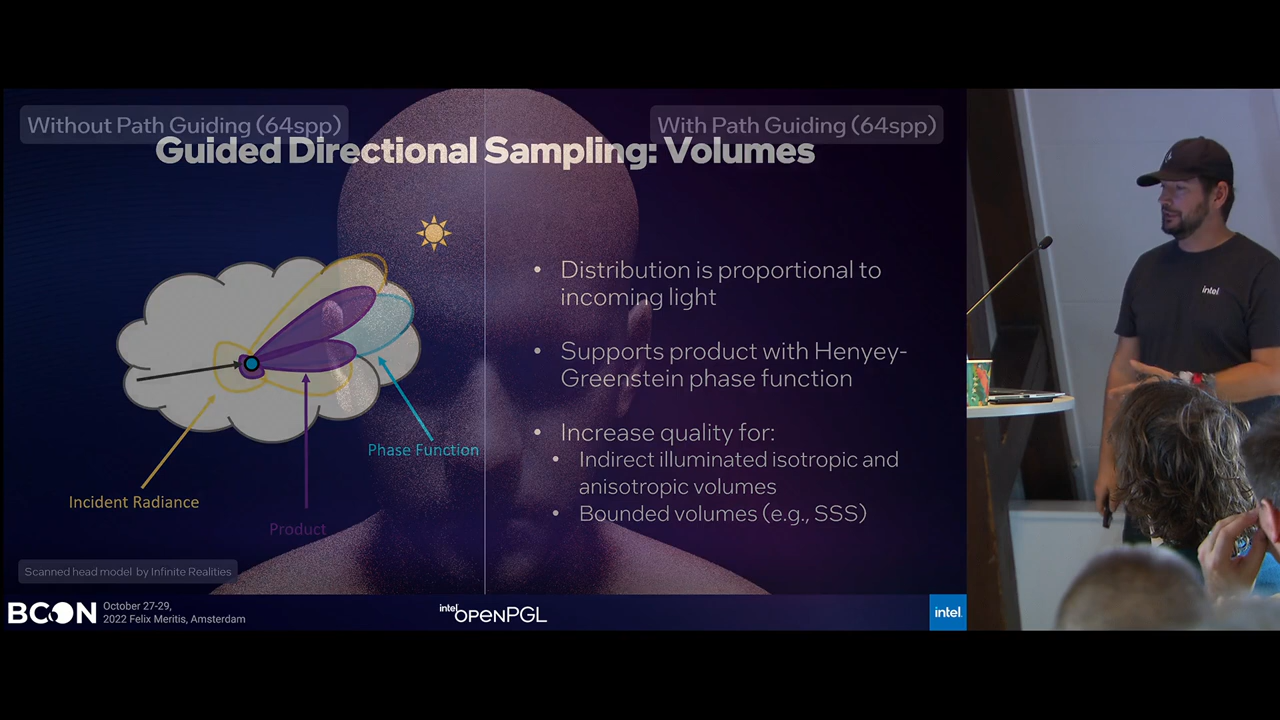 Without Path Guiding (64spp)
With Path Guiding (64spp)
Guided Directional Sampling: Volumes
• Distribution is proportional to
incoming light
• Supports product with Henyey-
Greenstein phase function
• Increase quality for:
• Indirect illuminated isotropic and
anisotropic volumes
• Bounded volumes (e.g., SSS)
Phase Function
Incident Radiance
Product
Scanned head model by Infinite Realities
BCON
October 27-29,
2022 Felix Meritis, Amsterdam
intel
OPENPGL
intel.
intel